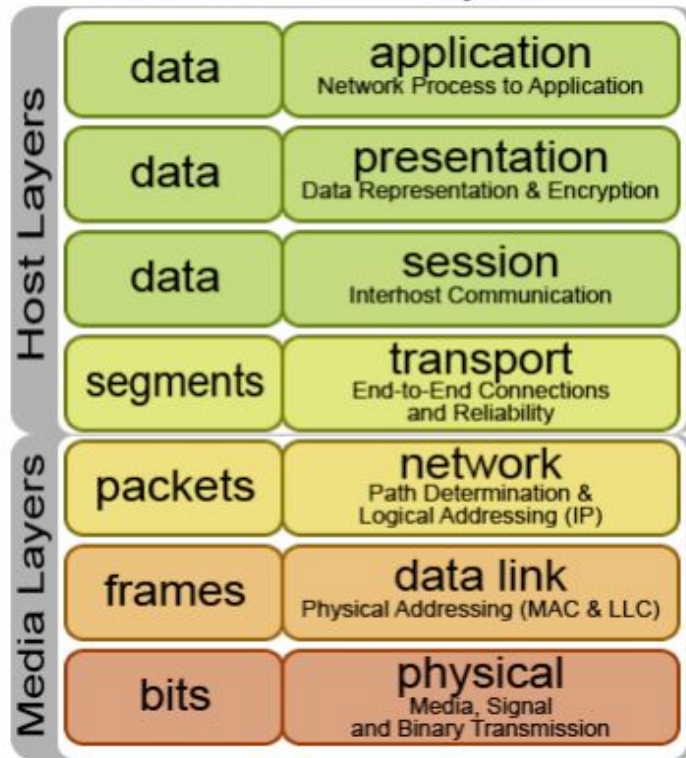 Host Layers
data
application
Network Process to Application
data
presentation
Data Representation & Encryption
data
session
Interhost Communication
segments
transport
End-to-End Connections
and Reliability
Media Layers
packets
network
Path Determination &
Logical Addressing (IP)
frames
data link
Physical Addressing (MAC & LLC)
bits
physical
Media, Signal
and Binary Transmission